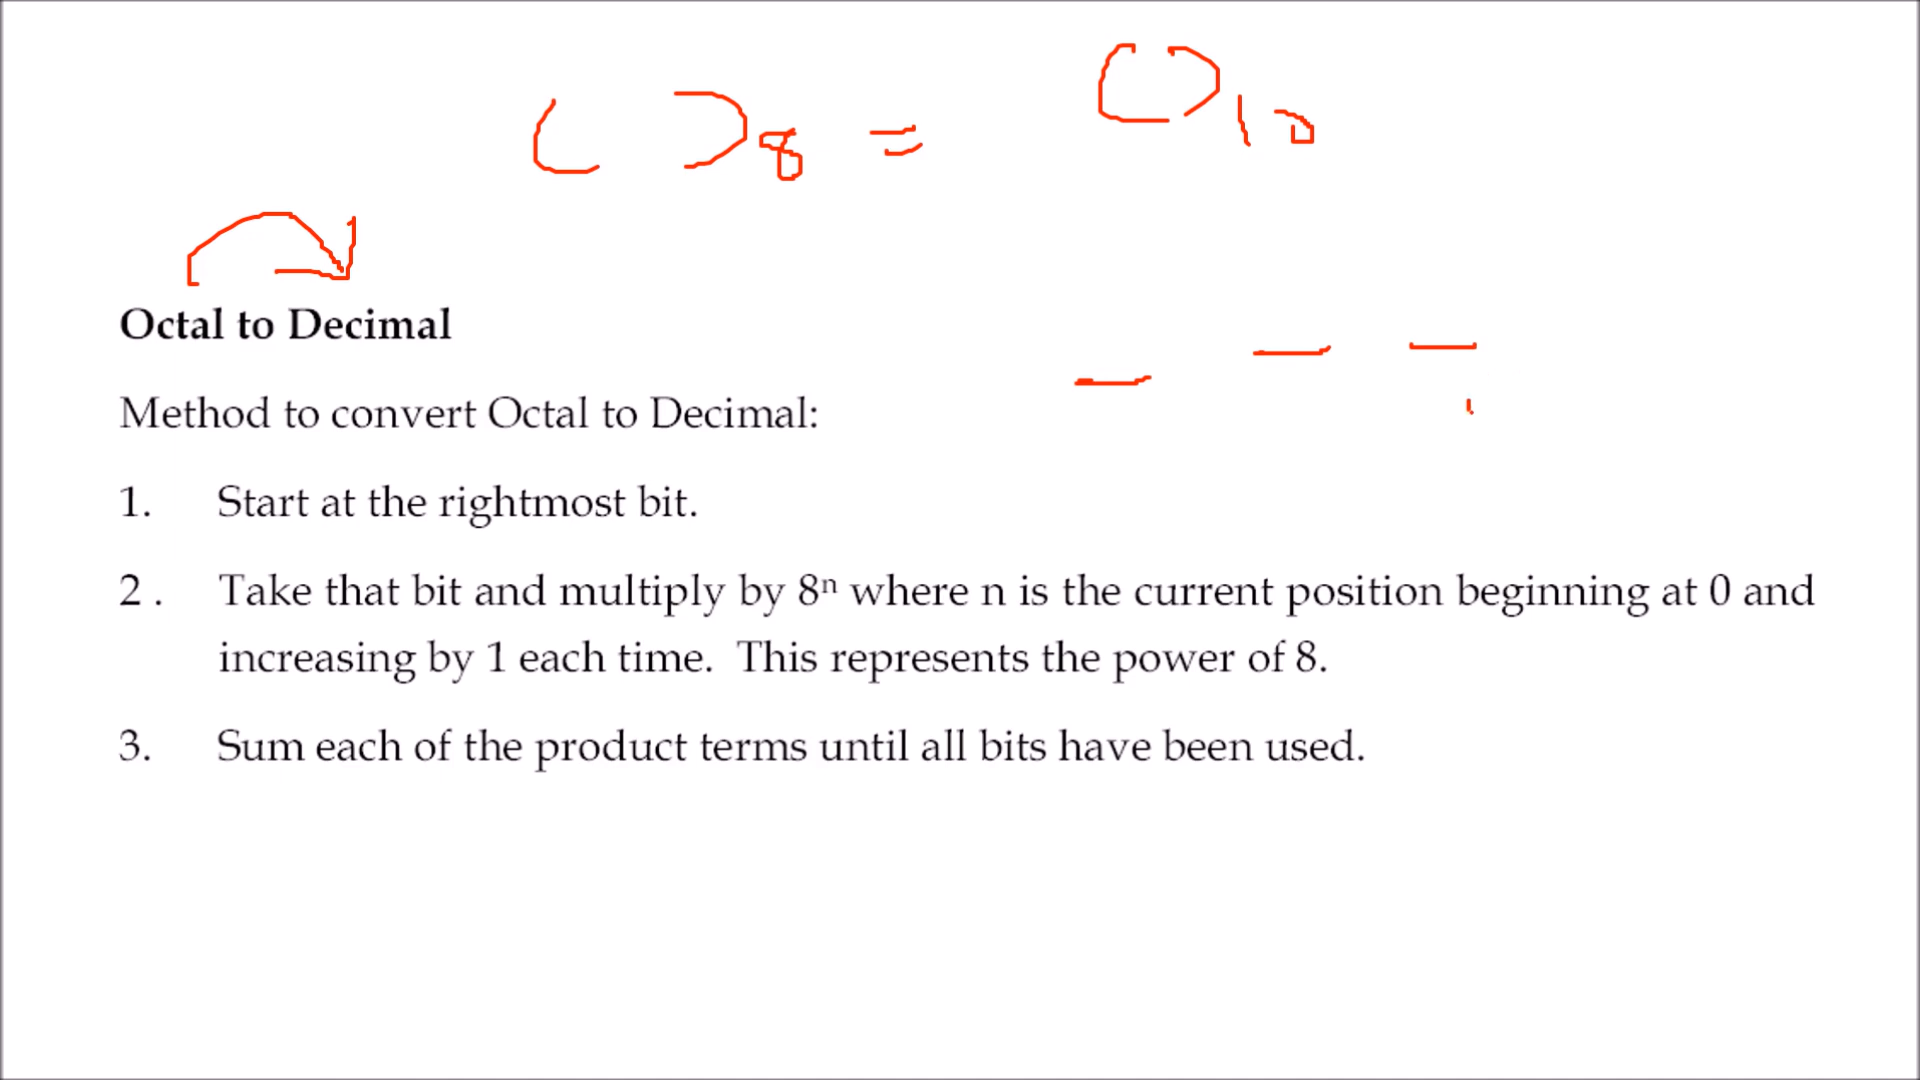 ( )8 = ( )10
Octal to Decimal
Method to convert Octal to Decimal:
1. Start at the rightmost bit.
2 . Take that bit and multiply by 8ⁿ where n is the current position beginning at 0 and
increasing by 1 each time. This represents the power of 8.
3. Sum each of the product terms until all bits have been used.